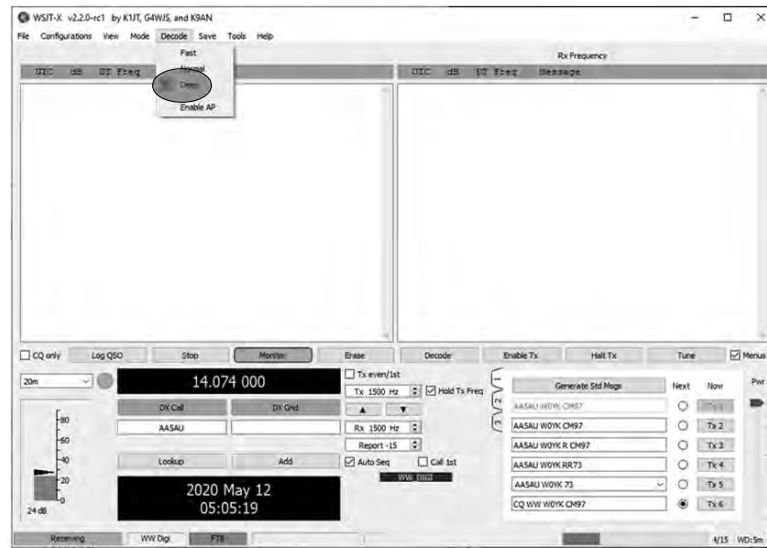 WSJT-X v2.2.0-rc1 by K1JT, G4WJS, and K9AN
File Configurations View Mode Decode Save Tools Help
Fast
Normal
Deep
Enable AP
Rx Frequency
UTC dB DT Freq
UTC dB DT Freq Message
CQ only Log QSO Stop Monitor Erase Decode Enable Tx Halt Tx Tune Menus
20m
14.074 000
Tx even/1st
Tx 1500 Hz
Hold Tx Freq
DX Call DX Grid
AA5AU
Rx 1500 Hz
Report -15
Lookup Add
Auto Seq Call 1st
WW_DIGI
2020 May 12
05:05:19
-80
-60
-40
-20
-0
24 dB
1
2
3
Generate Std Msgs Next Now Pwr
AA5AU W0YK CM97 Tx 1
AA5AU W0YK CM97 Tx 2
AA5AU W0YK R CM97 Tx 3
AA5AU W0YK RR73 Tx 4
AA5AU W0YK 73 Tx 5
CQ WW W0YK CM97 Tx 6
Receiving WW Digi FT8 4/15 WD:5m